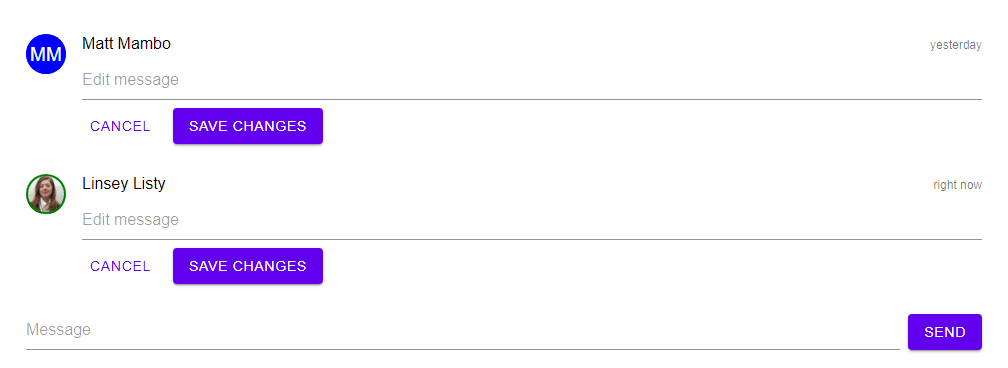 MM Matt Mambo yesterday
Edit message
CANCEL SAVE CHANGES
Linsey Listy right now
Edit message
CANCEL SAVE CHANGES
Message SEND